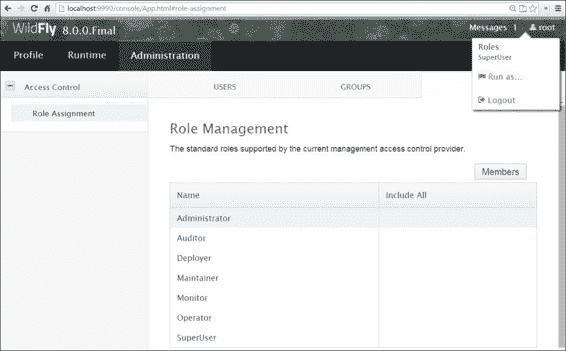 localhost:9990/console/App.html#role-assignment
WildFly 8.0.0.Final
Messages: 1 root
Profile Runtime Administration
Roles:
SuperUser
Run as...
Logout
Access Control
Role Assignment
USERS GROUPS
Role Management
The standard roles supported by the current management access control provider.
Members
Name Include All
Administrator
Auditor
Deployer
Maintainer
Monitor
Operator
SuperUser